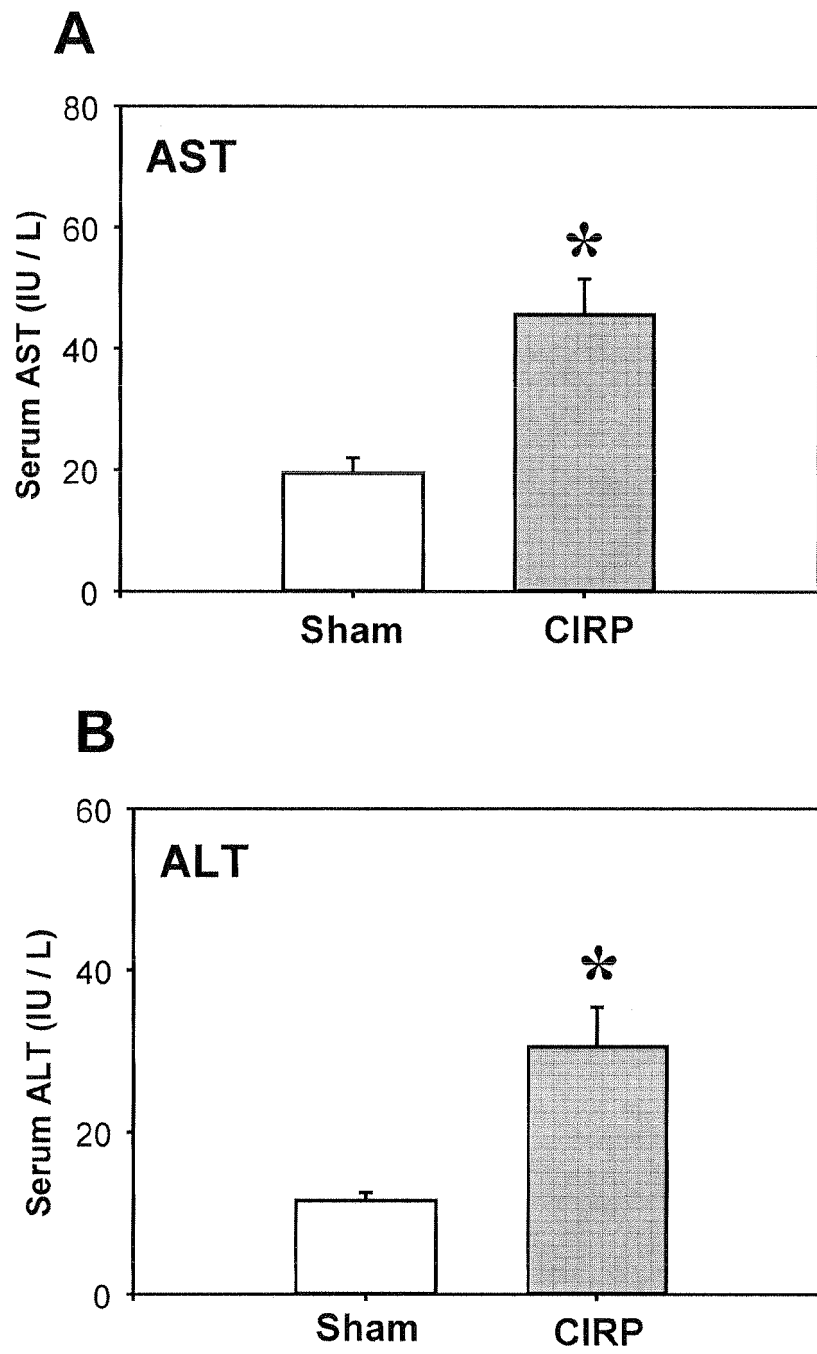 A
80
AST
60
*
40
20
0
Serum AST (IU / L)
Sham CIRP
B
60
ALT
40
*
20
0
Serum ALT (IU / L)
Sham CIRP